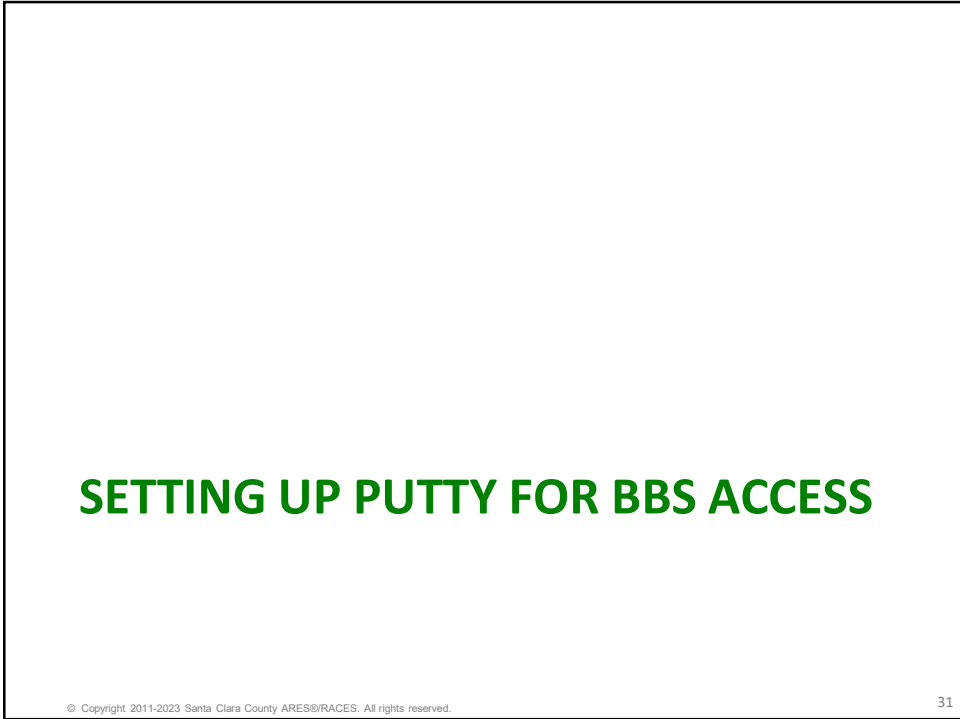 SETTING UP PUTTY FOR BBS ACCESS
© Copyright 2011-2023 Santa Clara County ARES®/RACES. All rights reserved.
31